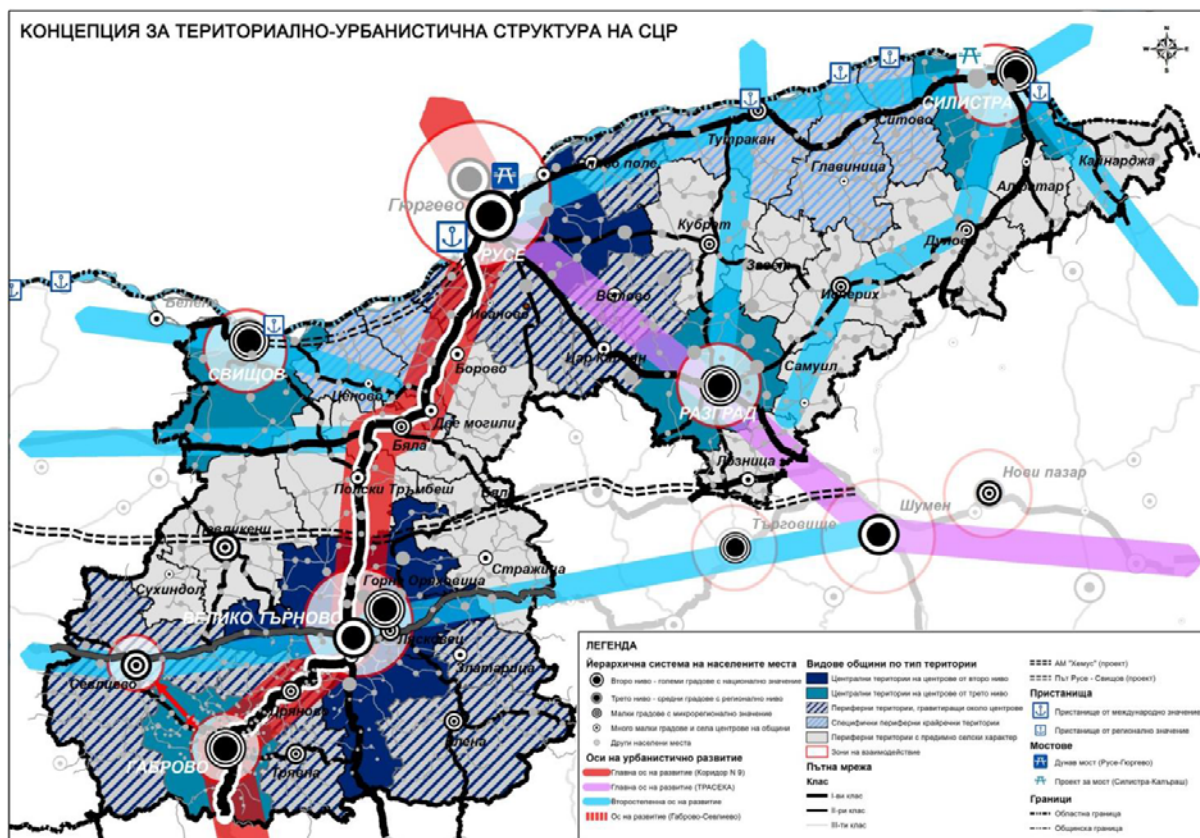 КОНЦЕПЦИЯ ЗА ТЕРИТОРИАЛНО-УРБАНИСТИЧНА СТРУКТУРА НА СЦР
N
W
E
S
СИЛИСТРА
Ситово
Тутракан
Кайнарджа
Главиница
поле
Гюргево
РУСЕ
Кубрат
Дулово
Завет
Исперих
Ветово
Иваново
Цар Калоян
Самуил
Белене
СВИЩОВ
Борово
Ценово
РАЗГРАД
Две могили
Бяла
Лозница
Нови пазар
Полски Тръмбеш
Шумен
Търговище
Павликени
Стражица
Горна Оряховица
Сухиндол
ВЕЛИКО ТЪРНОВО
Лясковец
Златарица
Севлиево
Дряново
Елена
ГАБРОВО
Трявна
ЛЕГЕНДА
Йерархична система на населените места
Второ ниво - големи градове с национално значение
Трето ниво - средни градове с регионално ниво
Малки градове с микрорегионално значение
Много малки градове и села центрове на общини
Други населени места
Оси на урбанистично развитие
Главна ос на развитие (Коридор N 9)
Главна ос на развитие (ТРАСЕКА)
Второстепенна ос на развитие
Ос на развитие (Габрово-Севлиево)
Видове общини по тип територии
Централни територии на центрове от второ ниво
Централни територии на центрове от трето ниво
Периферни територии, гравитиращи около центрове
Специфични периферни крайречни територии
Периферни територии с предимно селски характер
Зони на взаимодействие
Пътна мрежа
Клас
I-ви клас
II-ри клас
III-ти клас
АМ "Хемус" (проект)
Път Русе - Свищов (проект)
Пристанища
Пристанище от международно значение
Пристанище от регионално значение
Мостове
Дунав мост (Русе-Гюргево)
Проект за мост (Силистра-Калъраш)
Граници
Областна граница
Общинска граница